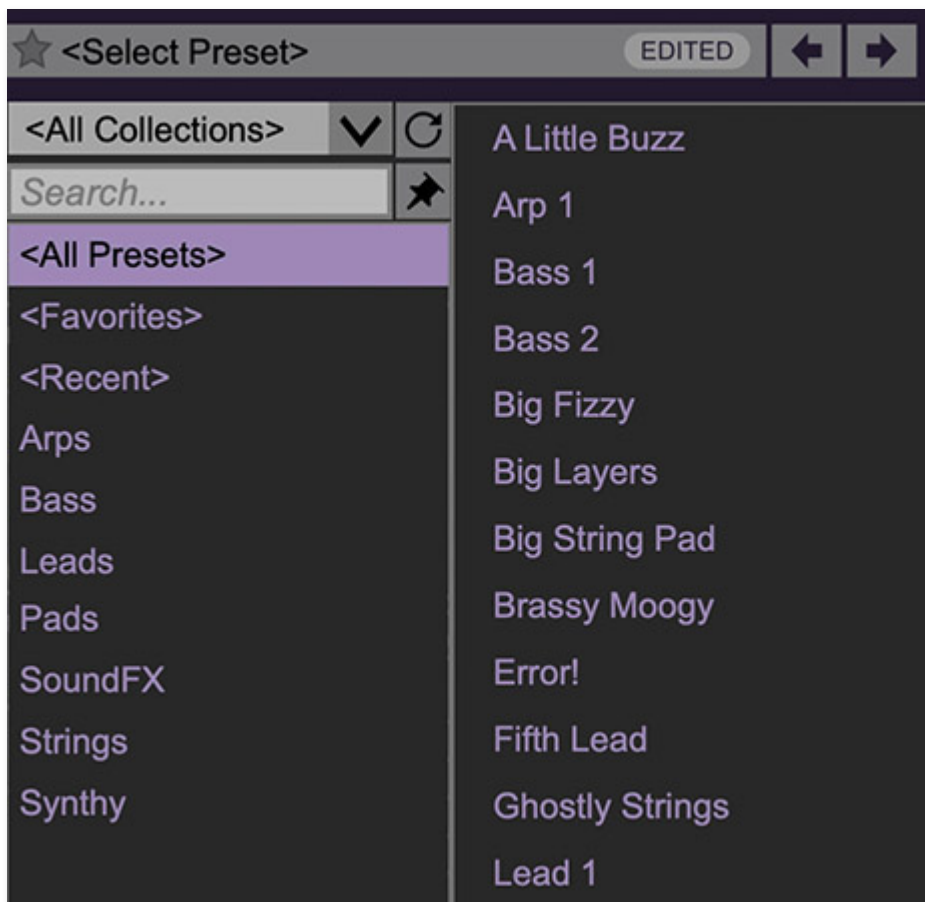 <Select Preset>
EDITED
<All Collections>
Search...
<All Presets>
<Favorites>
<Recent>
Arps
Bass
Leads
Pads
SoundFX
Strings
Synthy
A Little Buzz
Arp 1
Bass 1
Bass 2
Big Fizzy
Big Layers
Big String Pad
Brassy Moogy
Error!
Fifth Lead
Ghostly Strings
Lead 1